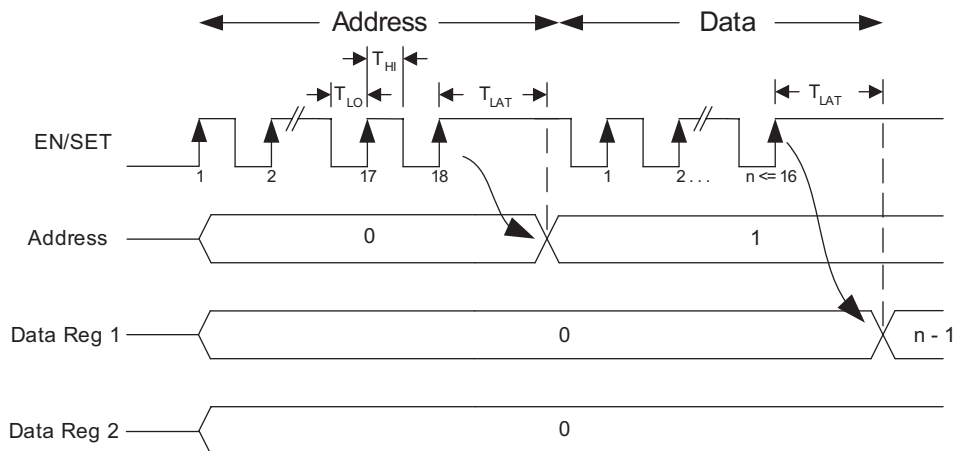 Address Data
T_HI
T_LO T_LAT T_LAT
EN/SET
1 2 17 18 1 2 . . . n <= 16
Address 0 1
Data Reg 1 0 n - 1
Data Reg 2 0